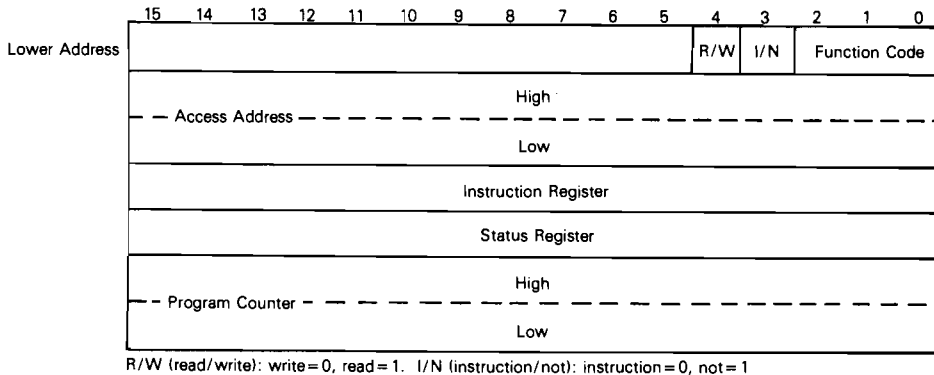 15 14 13 12 11 10 9 8 7 6 5 4 3 2 1 0
Lower Address R/W I/N Function Code
High
Access Address
Low
Instruction Register
Status Register
High
Program Counter
Low
R/W (read/write): write=0, read=1. I/N (instruction/not): instruction=0, not=1